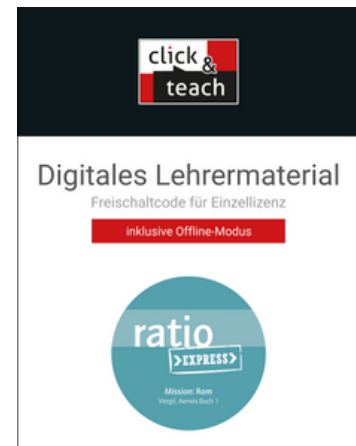 click &
teach
Digitales Lehrermaterial
Freischaltcode für Einzellizenz
inklusive Offline-Modus
ratio
>EXPRESS>
Mission: Rom
Vergil, Aeneis Buch 1